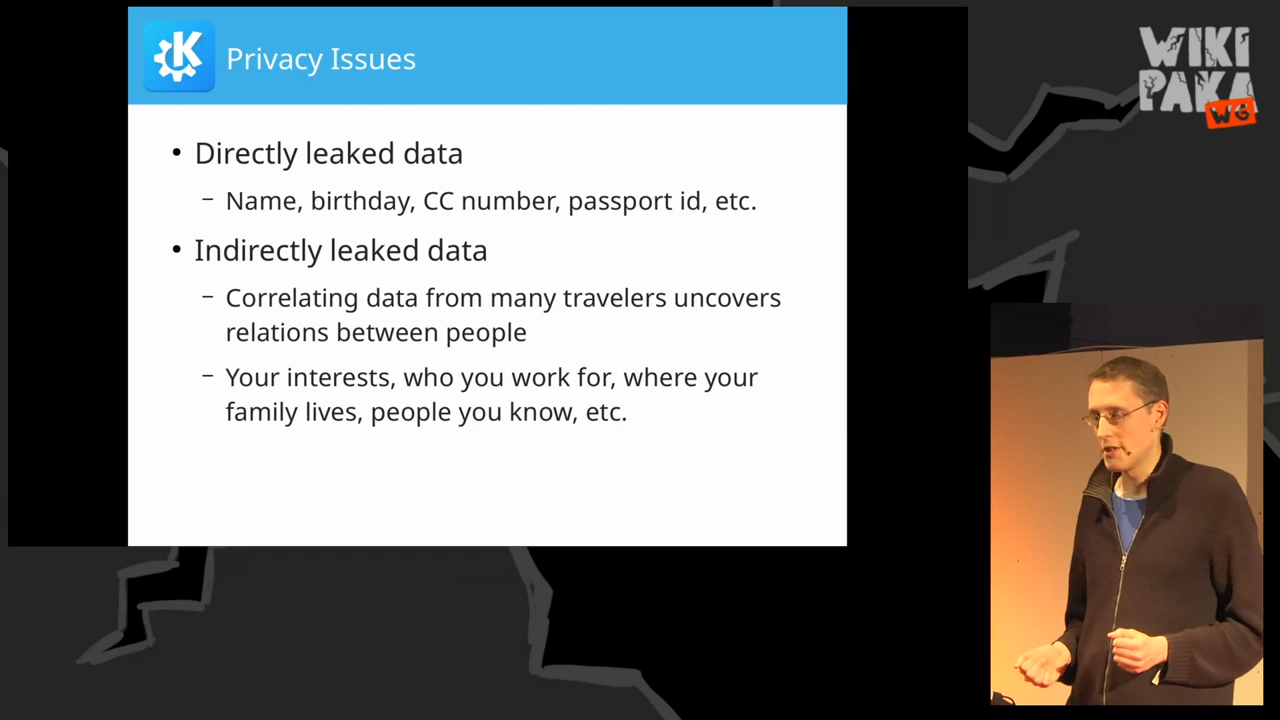 Privacy Issues
• Directly leaked data
– Name, birthday, CC number, passport id, etc.
• Indirectly leaked data
– Correlating data from many travelers uncovers
relations between people
– Your interests, who you work for, where your
family lives, people you know, etc.
WIKI
PAKA
WG